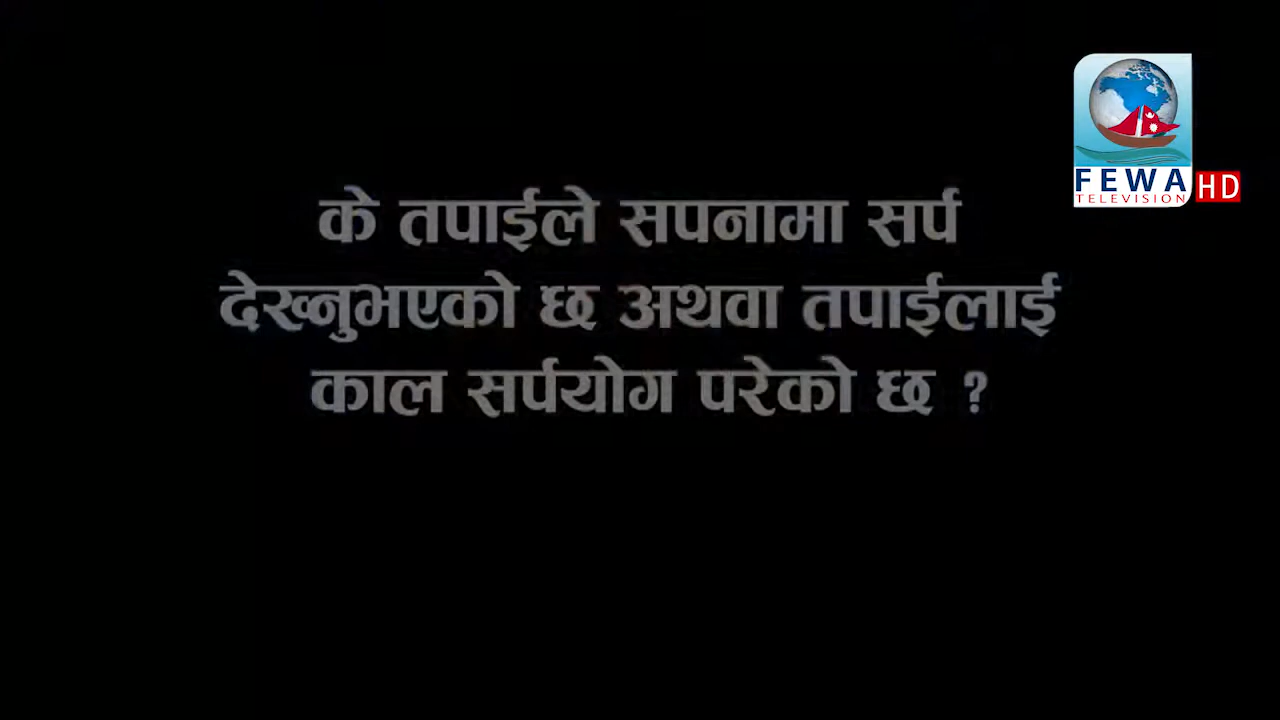 FEWA
TELEVISION
HD
के तपाईले सपनामा सर्प
देख्नुभएको छ अथवा तपाईलाई
काल सर्पयोग परेको छ ?